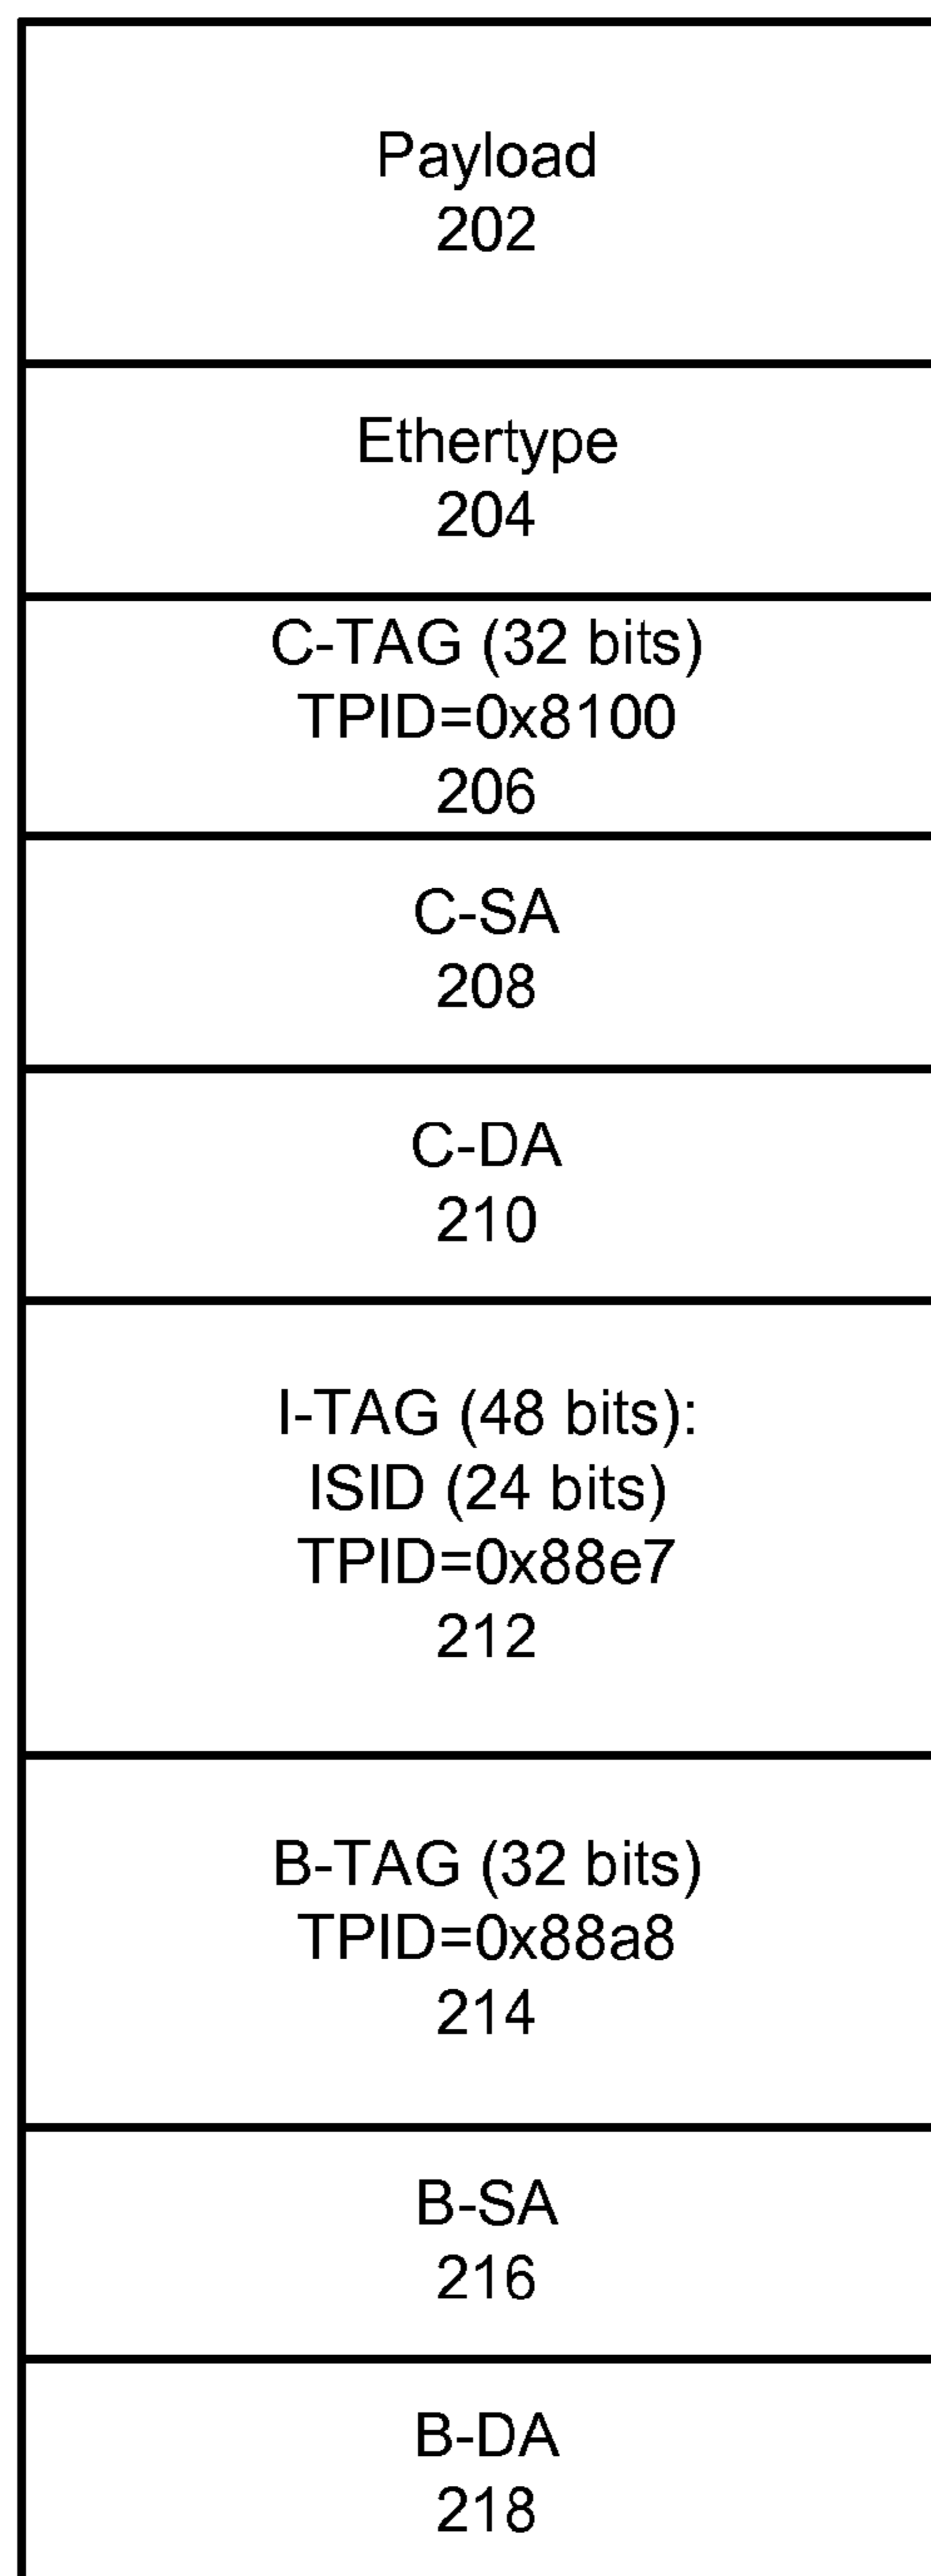 Payload
202
Ethertype
204
C-TAG (32 bits)
TPID=0x8100
206
C-SA
208
C-DA
210
I-TAG (48 bits):
ISID (24 bits)
TPID=0x88e7
212
B-TAG (32 bits)
TPID=0x88a8
214
B-SA
216
B-DA
218